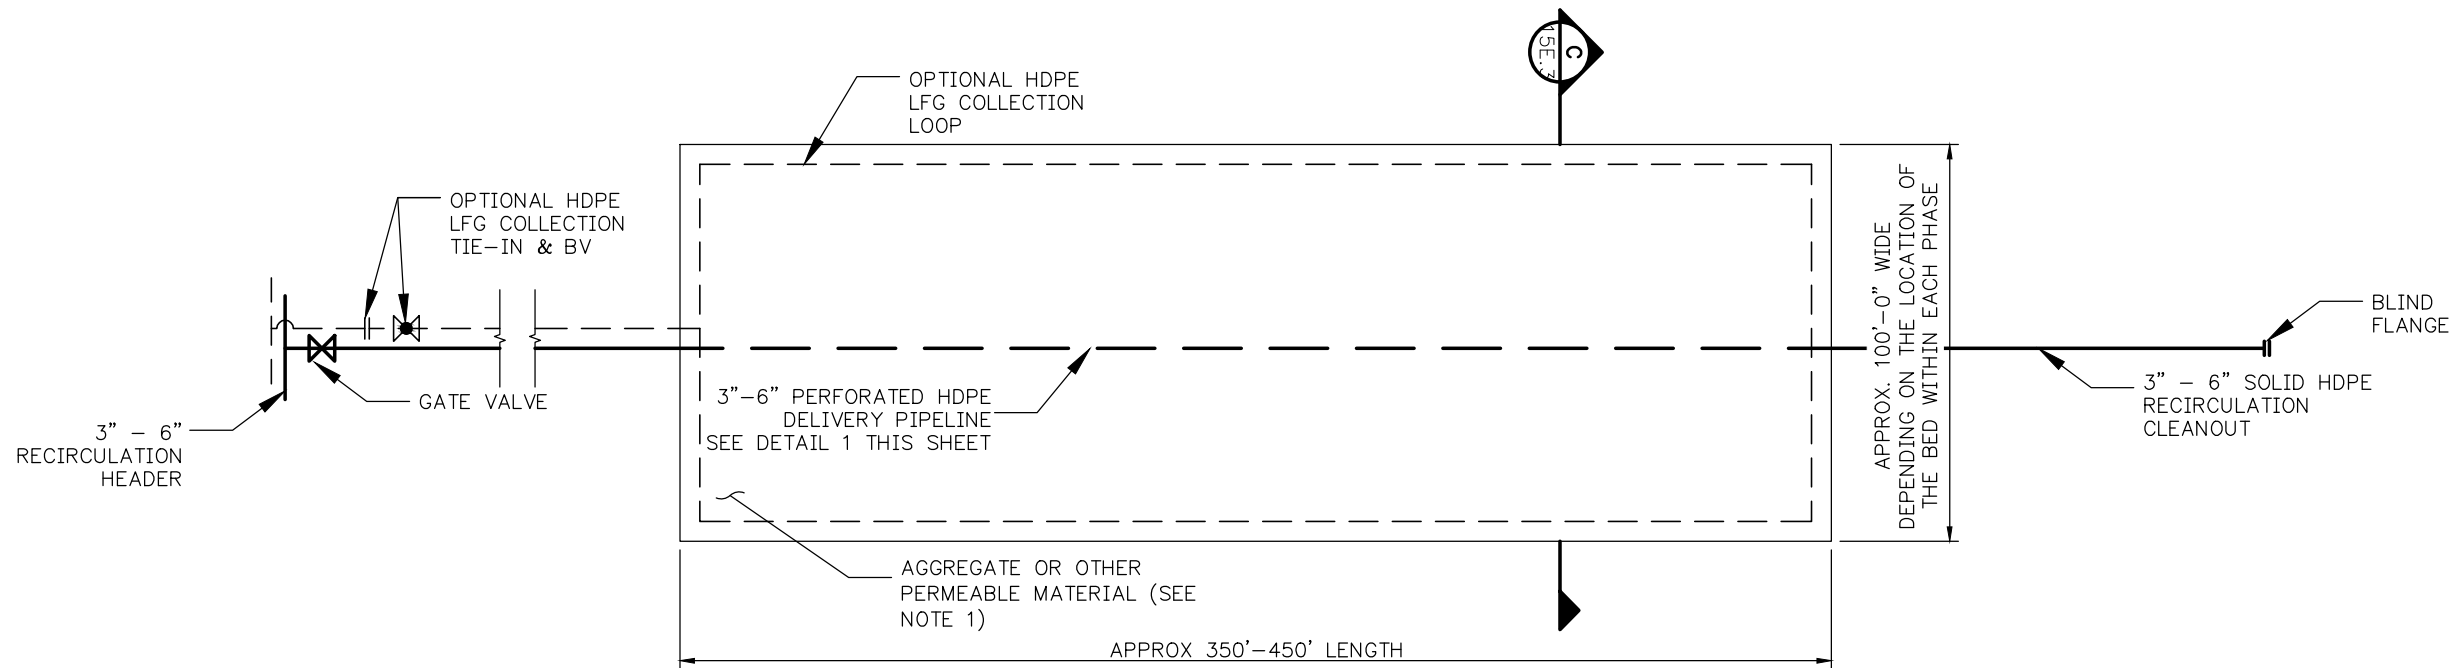 C
15E.3
OPTIONAL HDPE
LFG COLLECTION
LOOP
OPTIONAL HDPE
LFG COLLECTION
TIE-IN & BV
APPROX. 100'-0" WIDE
DEPENDING ON THE LOCATION OF
THE BED WITHIN EACH PHASE
BLIND
FLANGE
GATE VALVE
3"-6" PERFORATED HDPE
DELIVERY PIPELINE
SEE DETAIL 1 THIS SHEET
3" - 6" SOLID HDPE
RECIRCULATION
CLEANOUT
3" - 6"
RECIRCULATION
HEADER
AGGREGATE OR OTHER
PERMEABLE MATERIAL (SEE
NOTE 1)
APPROX 350'-450' LENGTH